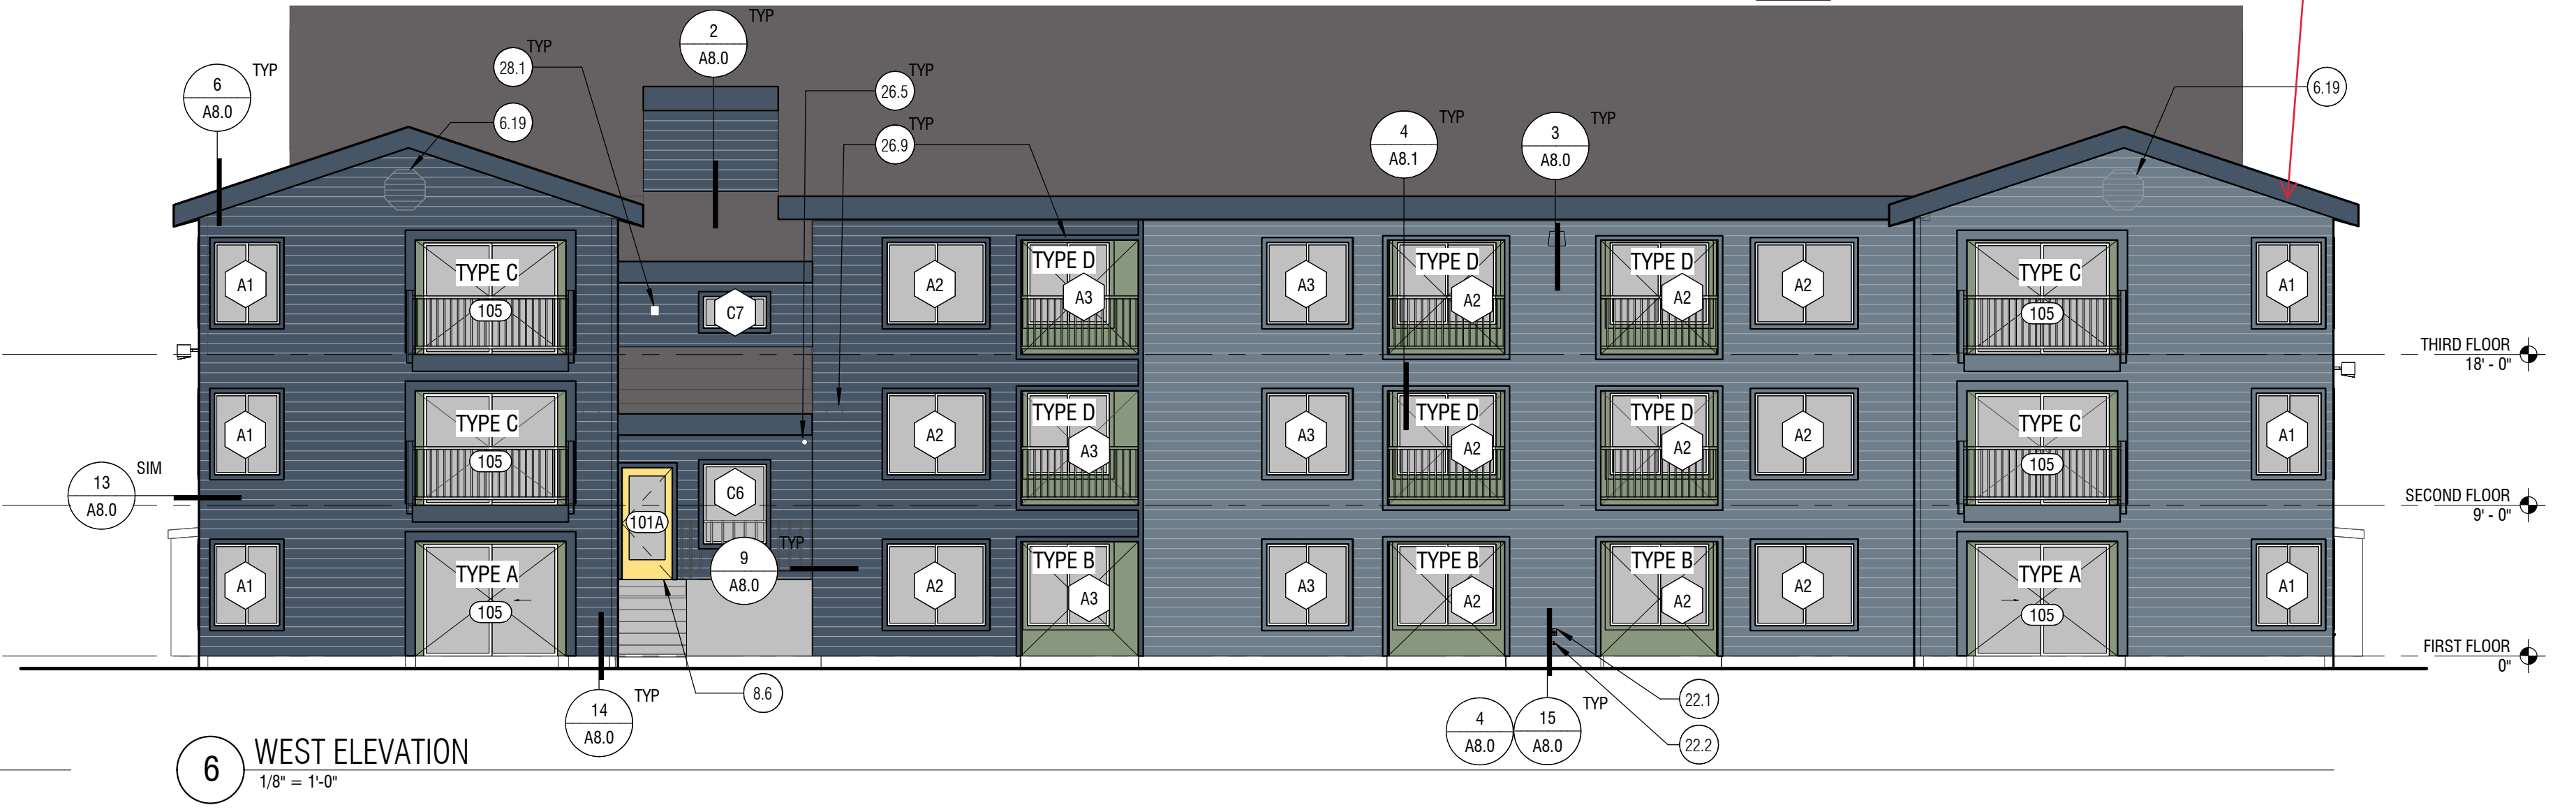 2
A8.0
TYP
28.1
TYP
6
A8.0
TYP
6.19
26.5
TYP
26.9
TYP
4
A8.1
TYP
3
A8.0
TYP
6.19
A1
TYPE C
105
C7
A2
TYPE D
A3
A3
TYPE D
A2
TYPE D
A2
A2
TYPE C
105
A1
THIRD FLOOR
18' - 0"
A1
TYPE C
105
A2
TYPE D
A3
A3
TYPE D
A2
TYPE D
A2
A2
TYPE C
105
A1
13
A8.0
SIM
101A
C6
SECOND FLOOR
9' - 0"
9
A8.0
TYP
A1
TYPE A
105
A2
TYPE B
A3
A3
TYPE B
A2
TYPE B
A2
A2
TYPE A
105
A1
FIRST FLOOR
0"
14
A8.0
TYP
8.6
4
A8.0
15
A8.0
TYP
22.1
22.2
6
WEST ELEVATION
1/8" = 1'-0"